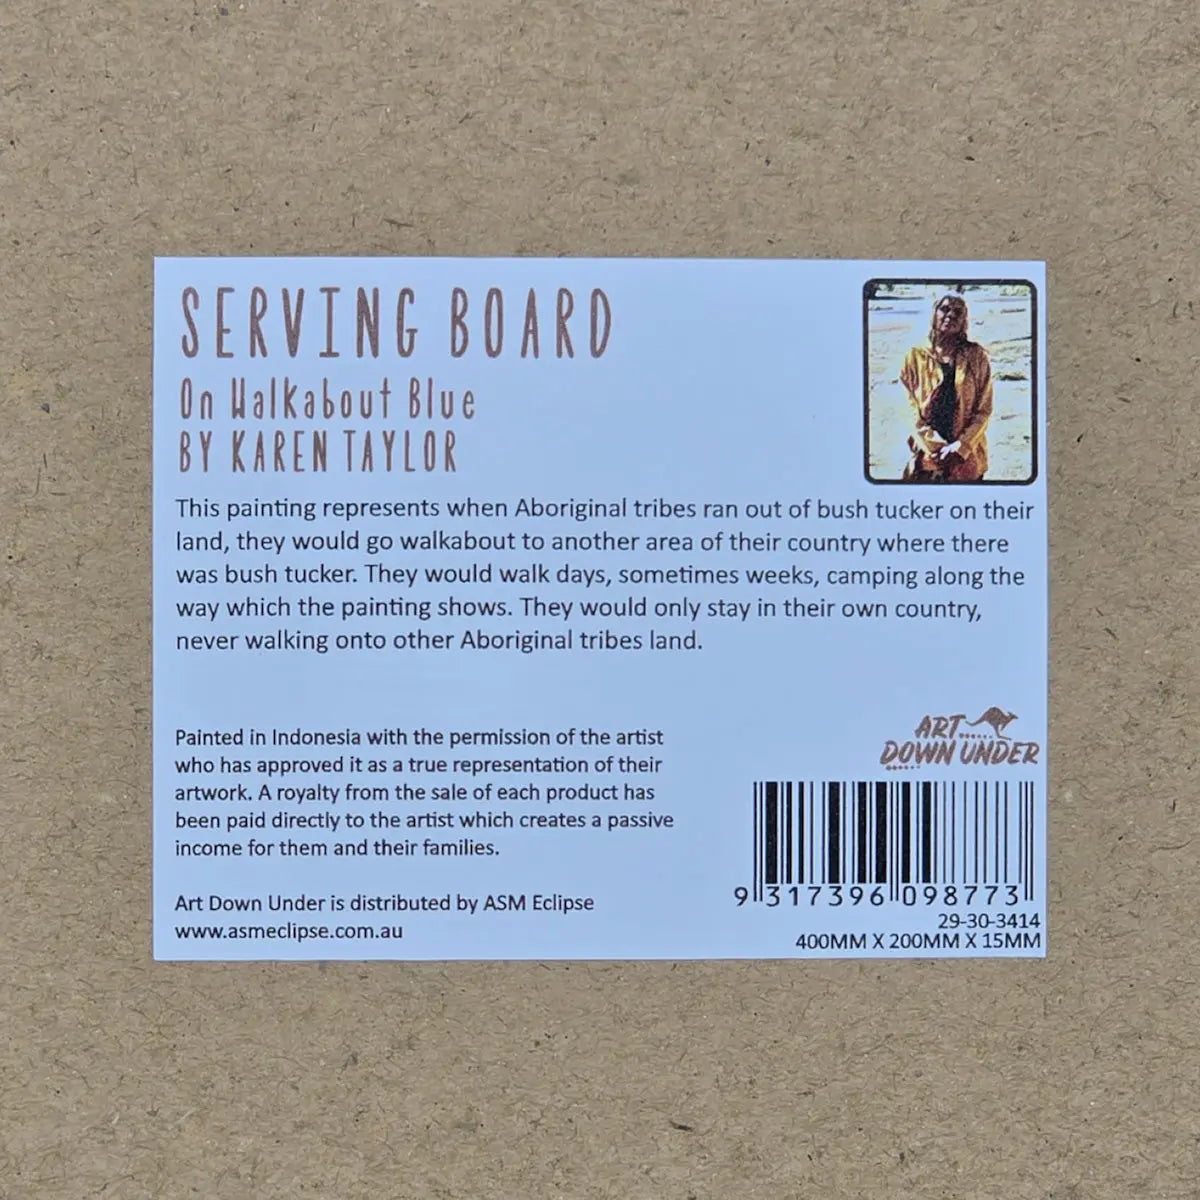 SERVING BOARD
On Walkabout Blue
BY KAREN TAYLOR
This painting represents when Aboriginal tribes ran out of bush tucker on their
land, they would go walkabout to another area of their country where there
was bush tucker. They would walk days, sometimes weeks, camping along the
way which the painting shows. They would only stay in their own country,
never walking onto other Aboriginal tribes land.
Painted in Indonesia with the permission of the artist
who has approved it as a true representation of their
artwork. A royalty from the sale of each product has
been paid directly to the artist which creates a passive
income for them and their families.
Art Down Under is distributed by ASM Eclipse
www.asmeclipse.com.au
ART
DOWN UNDER
9 317396 098773
29-30-3414
400MM X 200MM X 15MM